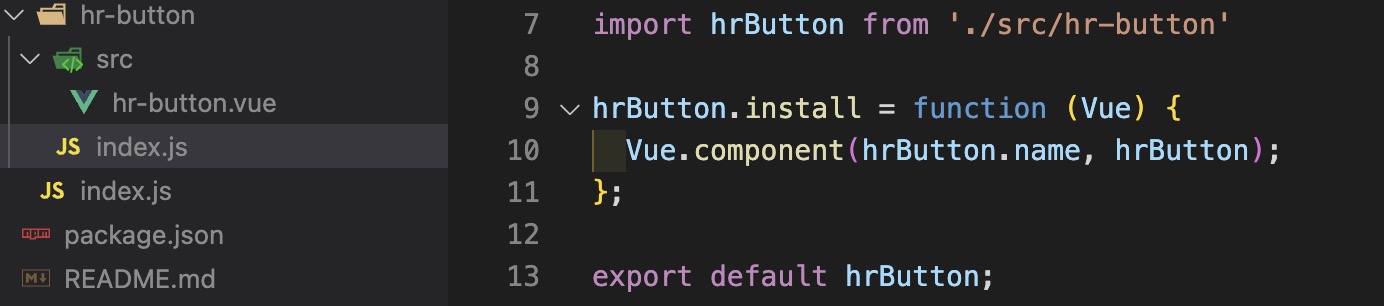 hr-button
src
hr-button.vue
JS index.js
JS index.js
package.json
README.md
7 import hrButton from './src/hr-button'
8
9 hrButton.install = function (Vue) {
10 Vue.component(hrButton.name, hrButton);
11 };
12
13 export default hrButton;